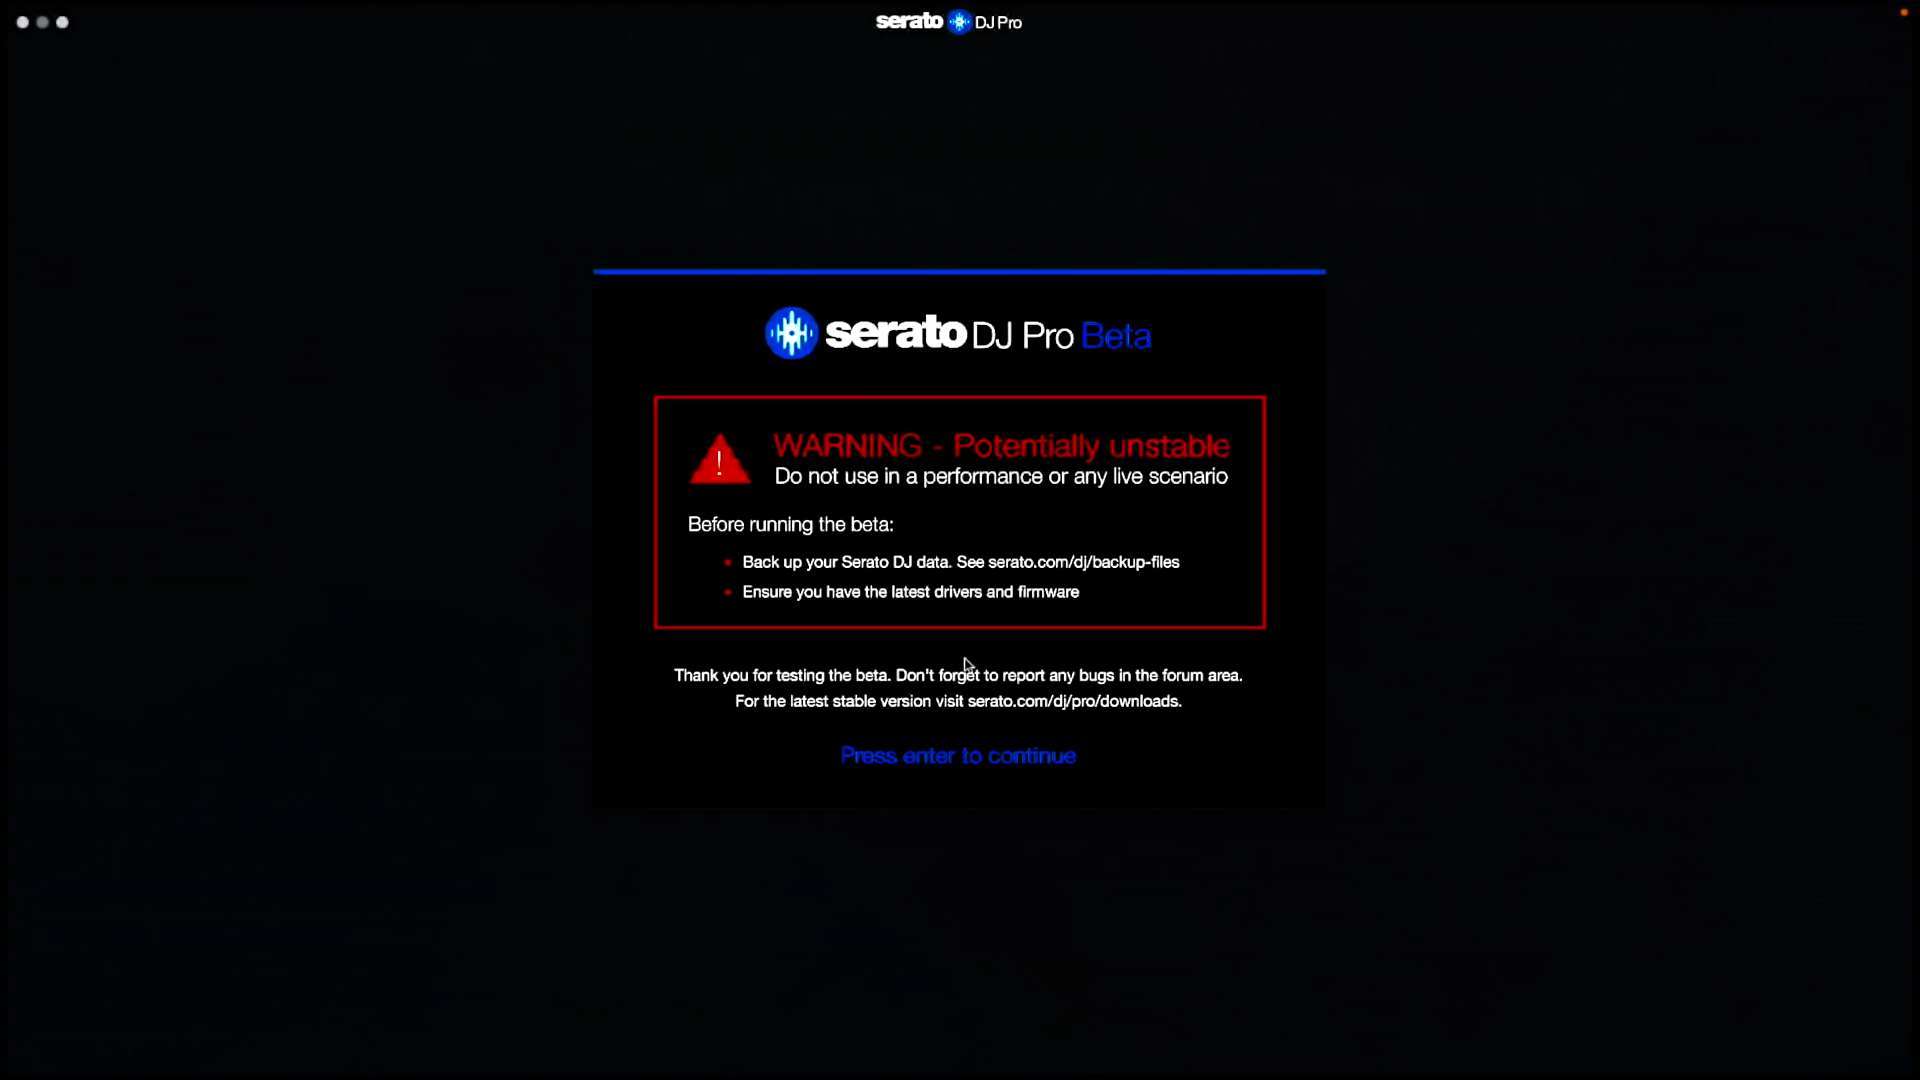 serato DJ Pro
serato DJ Pro Beta
WARNING - Potentially unstable
Do not use in a performance or any live scenario
Before running the beta:
Back up your Serato DJ data. See serato.com/dj/backup-files
Ensure you have the latest drivers and firmware
Thank you for testing the beta. Don't forget to report any bugs in the forum area.
For the latest stable version visit serato.com/dj/pro/downloads.
Press enter to continue